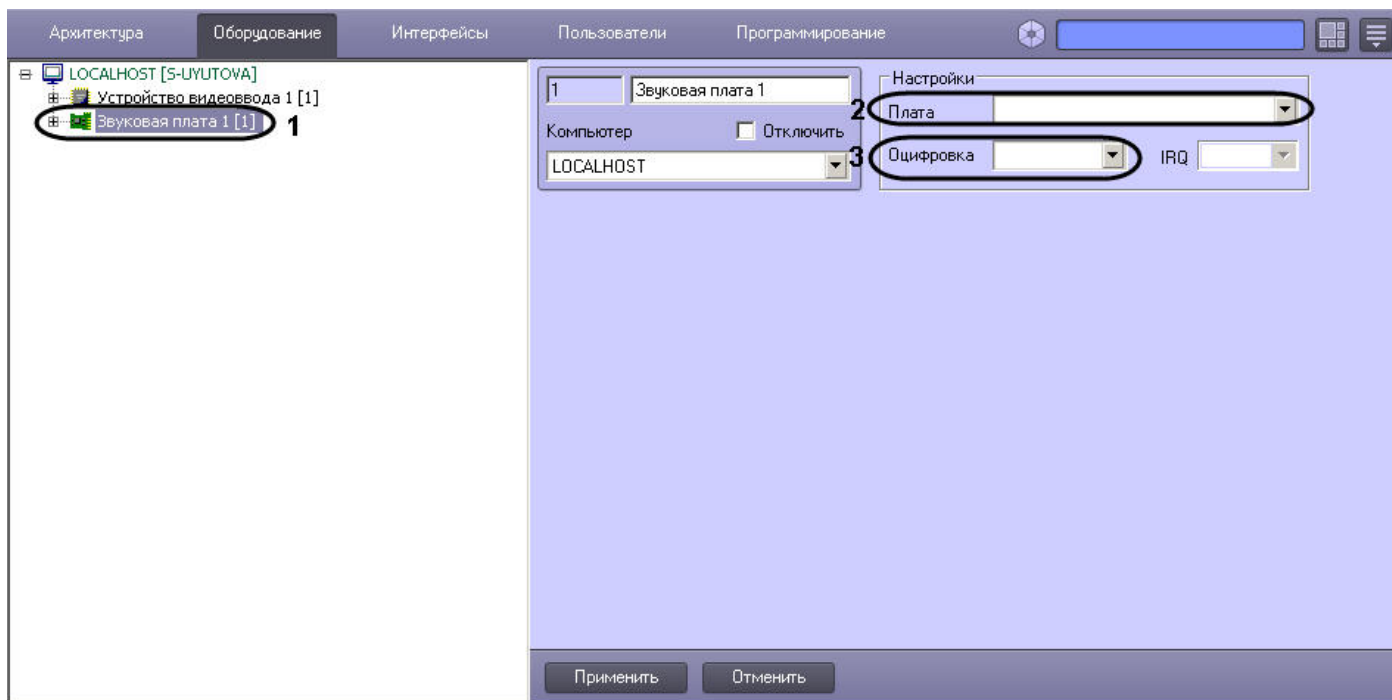 Архитектура Оборудование Интерфейсы Пользователи Программирование
LOCALHOST [S-UYUTOVA]
Устройство видеоввода 1 [1]
Звуковая плата 1 [1] 1
1 Звуковая плата 1
Компьютер Отключить
LOCALHOST
Настройки
2 Плата
3 Оцифровка IRQ
Применить Отменить